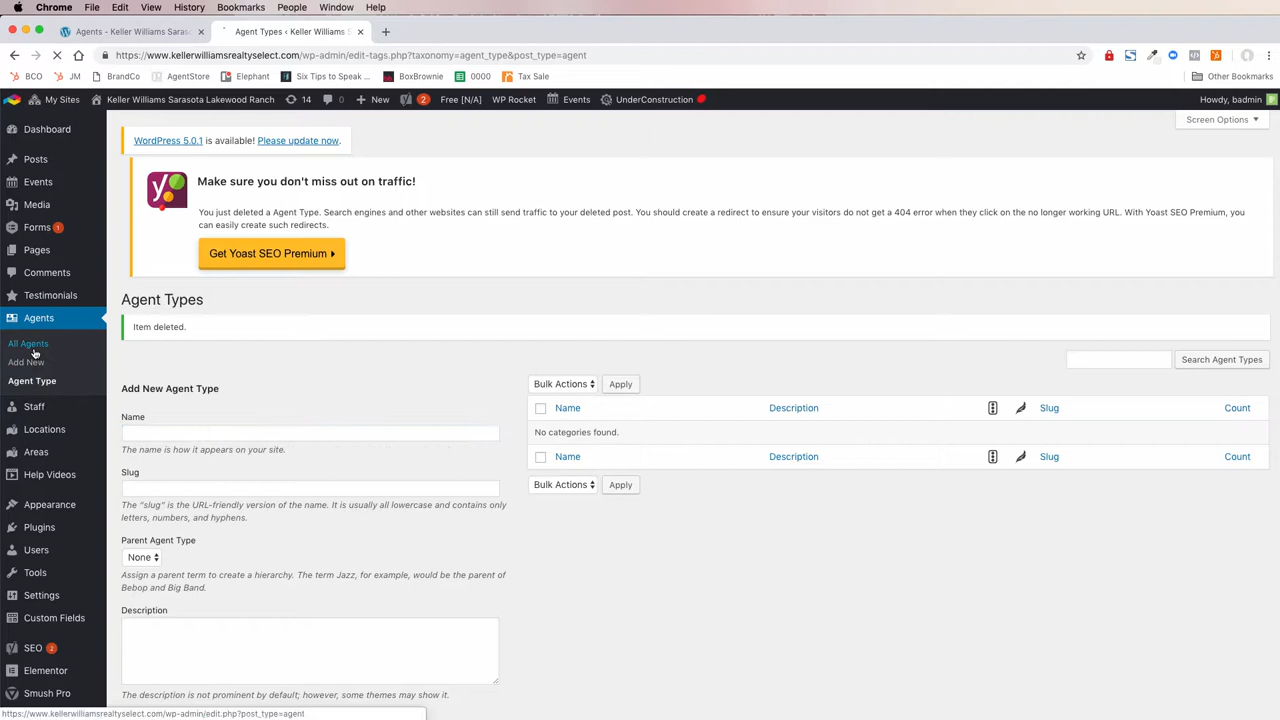 Chrome File Edit View History Bookmarks People Window Help
Agents - Keller Williams Saras Agent Types ‹ Keller Williams S
https://www.kellerwilliamsrealtyselect.com/wp-admin/edit-tags.php?taxonomy=agent_type&post_type=agent
BCO JM BrandCo AgentStore Elephant Six Tips to Speak ... BoxBrownie 0000 Tax Sale Other Bookmarks
My Sites Keller Williams Sarasota Lakewood Ranch 14 0 New 2 Free [N/A] WP Rocket Events UnderConstruction Howdy, badmin
Screen Options
Dashboard
Posts
Events
Media
Forms 1
Pages
Comments
Testimonials
Agents
All Agents
Add New
Agent Type
Staff
Locations
Areas
Help Videos
Appearance
Plugins
Users
Tools
Settings
Custom Fields
SEO 2
Elementor
Smush Pro
WordPress 5.0.1 is available! Please update now.
Make sure you don't miss out on traffic!
You just deleted a Agent Type. Search engines and other websites can still send traffic to your deleted post. You should create a redirect to ensure your visitors do not get a 404 error when they click on the no longer working URL. With Yoast SEO Premium, you
can easily create such redirects.
Get Yoast SEO Premium
Agent Types
Item deleted.
Search Agent Types
Add New Agent Type
Name
The name is how it appears on your site.
Slug
The “slug” is the URL-friendly version of the name. It is usually all lowercase and contains only
letters, numbers, and hyphens.
Parent Agent Type
None
Assign a parent term to create a hierarchy. The term Jazz, for example, would be the parent of
Bebop and Big Band.
Description
The description is not prominent by default; however, some themes may show it.
Bulk Actions Apply
Name Description Slug Count
No categories found.
Name Description Slug Count
Bulk Actions Apply
https://www.kellerwilliamsrealtyselect.com/wp-admin/edit.php?post_type=agent